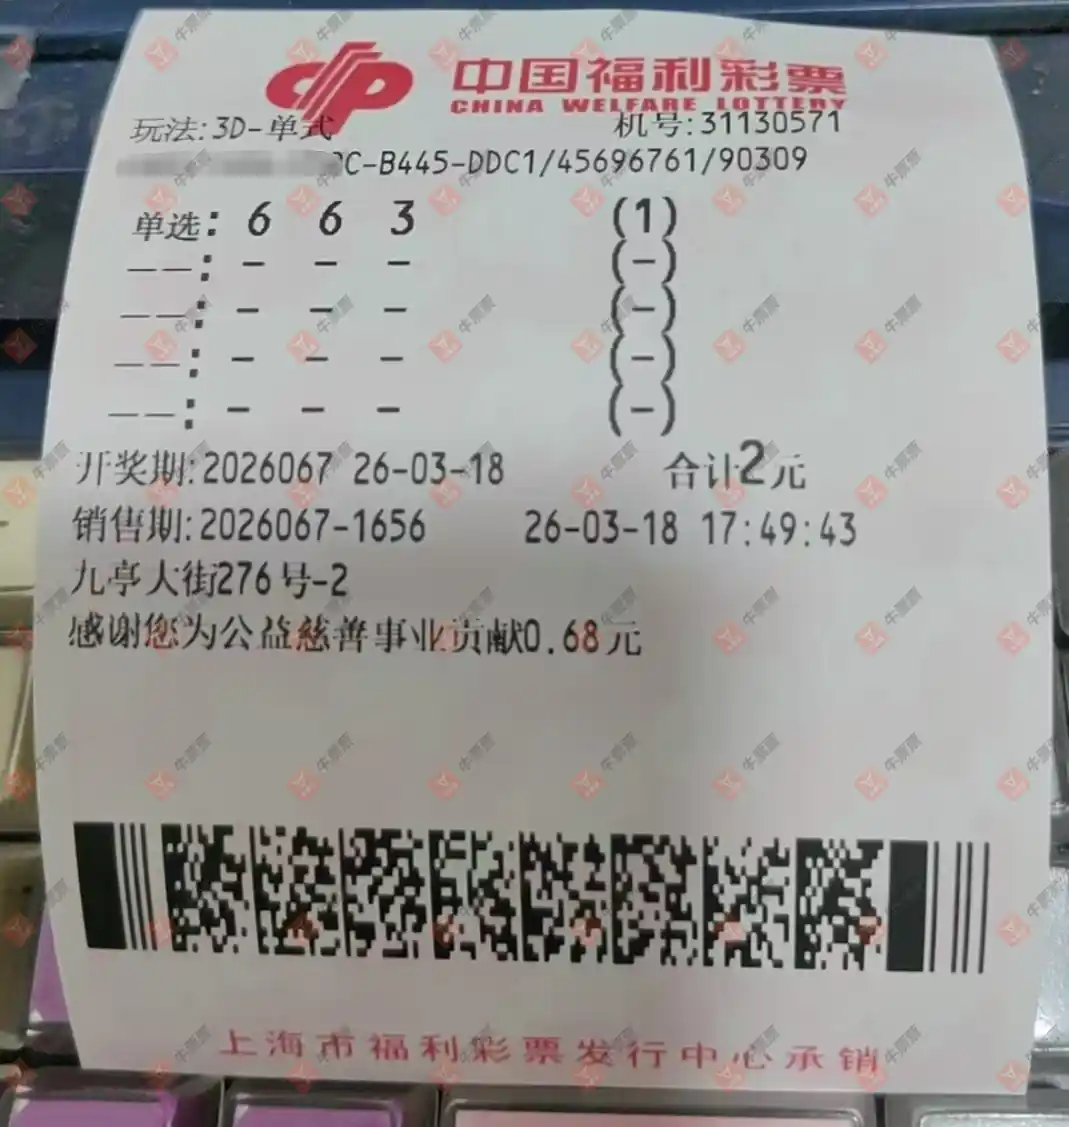 中国福利彩票
CHINA WELFARE LOTTERY
玩法:3D-单式 机号:31130571
C-B445-DDC1/45696761/90309
单选: 6 6 3 (1)
——: - - - (-)
——: - - - (-)
——: - - - (-)
——: - - - (-)
开奖期:2026067 26-03-18 合计2元
销售期:2026067-1656 26-03-18 17:49:43
九亭大街276号-2
感谢您为公益慈善事业贡献0.68元
上海市福利彩票发行中心承销
牛票票